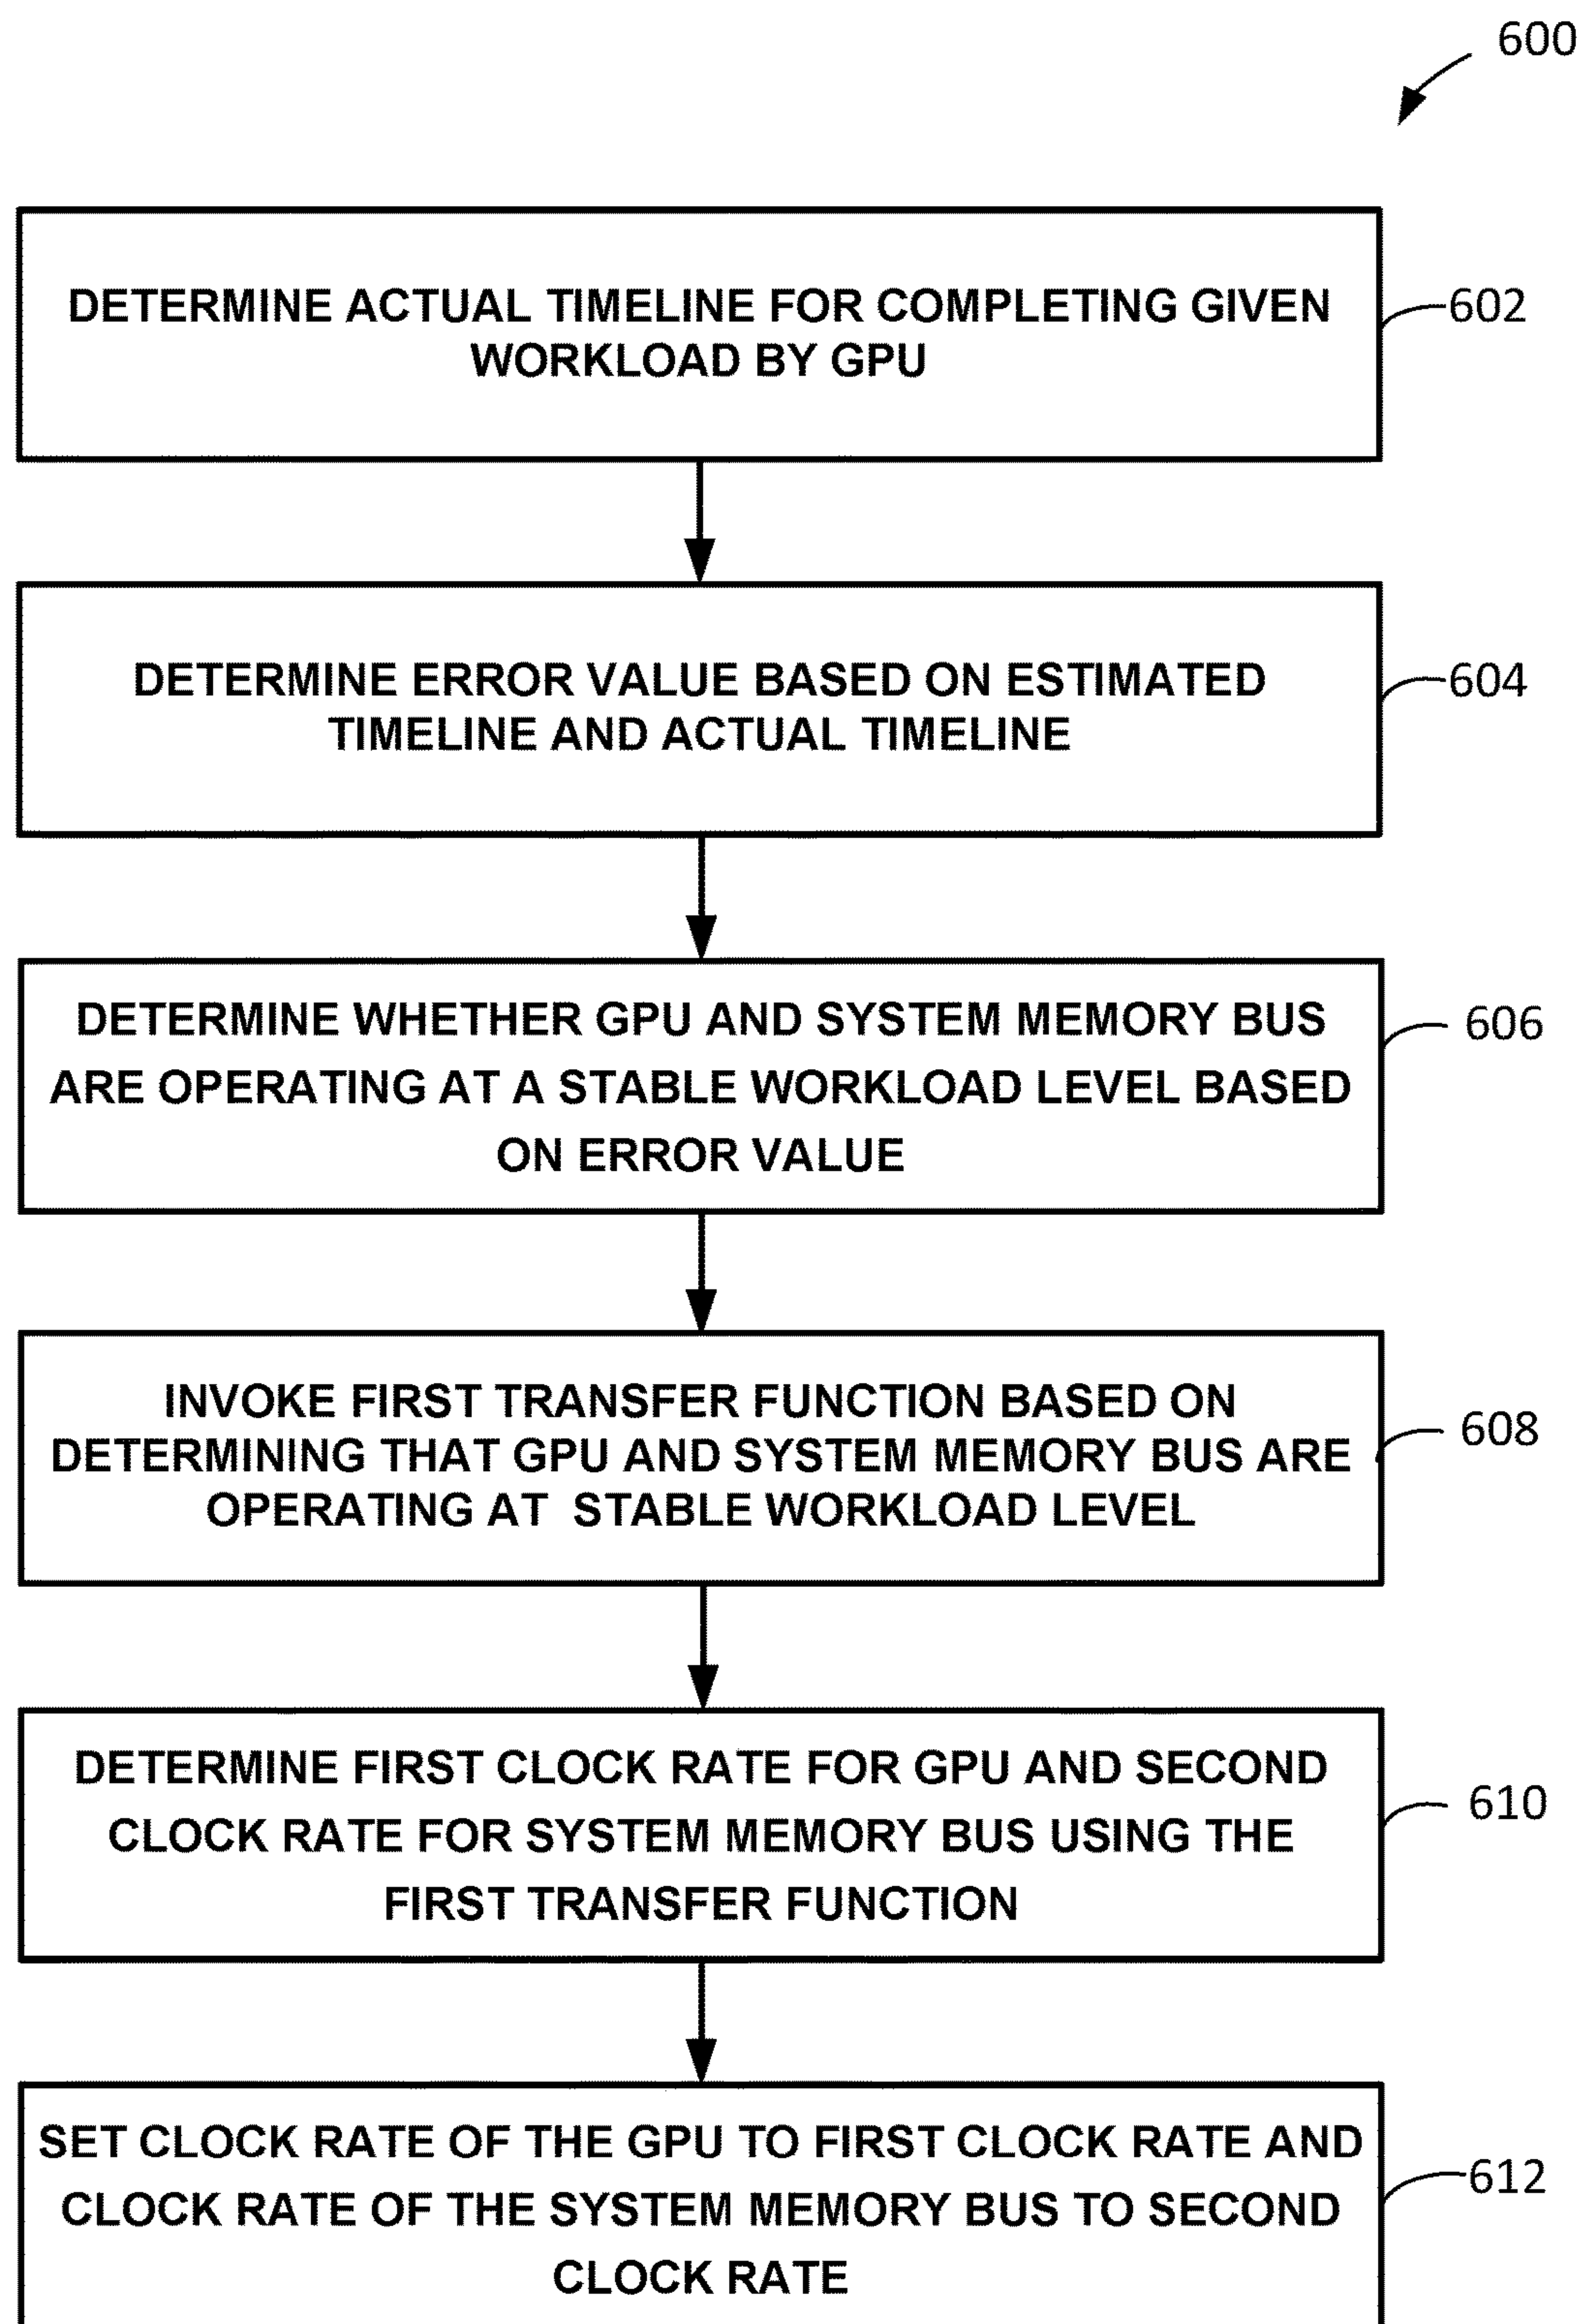 600
DETERMINE ACTUAL TIMELINE FOR COMPLETING GIVEN
WORKLOAD BY GPU
602
DETERMINE ERROR VALUE BASED ON ESTIMATED
TIMELINE AND ACTUAL TIMELINE
604
DETERMINE WHETHER GPU AND SYSTEM MEMORY BUS
ARE OPERATING AT A STABLE WORKLOAD LEVEL BASED
ON ERROR VALUE
606
INVOKE FIRST TRANSFER FUNCTION BASED ON
DETERMINING THAT GPU AND SYSTEM MEMORY BUS ARE
OPERATING AT STABLE WORKLOAD LEVEL
608
DETERMINE FIRST CLOCK RATE FOR GPU AND SECOND
CLOCK RATE FOR SYSTEM MEMORY BUS USING THE
FIRST TRANSFER FUNCTION
610
SET CLOCK RATE OF THE GPU TO FIRST CLOCK RATE AND
CLOCK RATE OF THE SYSTEM MEMORY BUS TO SECOND
CLOCK RATE
612